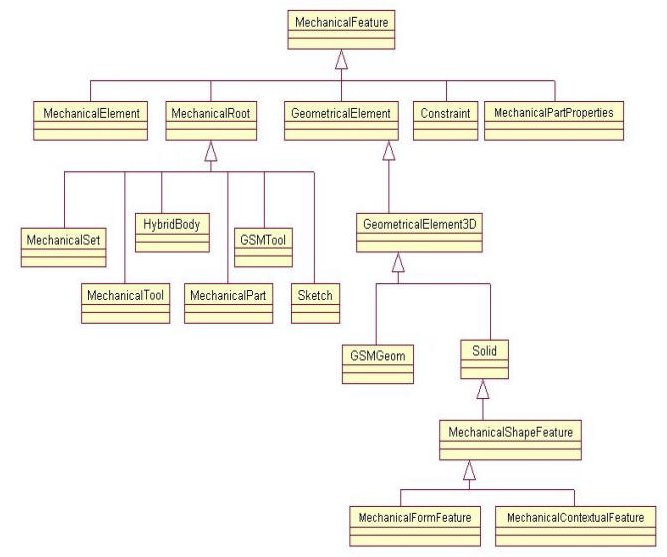 MechanicalFeature
MechanicalElement
MechanicalRoot
GeometricalElement
Constraint
MechanicalPartProperties
HybridBody
GeometricalElement3D
MechanicalSet
GSMTool
MechanicalTool
MechanicalPart
Sketch
GSMGeom
Solid
MechanicalShapeFeature
MechanicalFormFeature
MechanicalContextualFeature